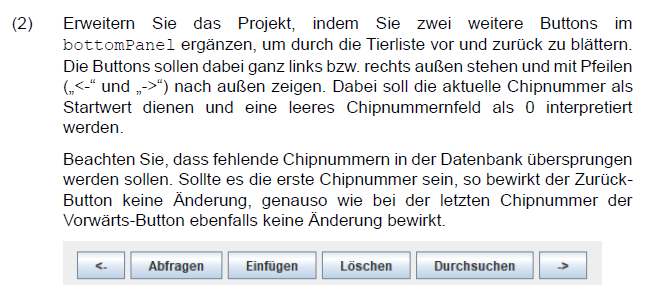 (2) Erweitern Sie das Projekt, indem Sie zwei weitere Buttons im
bottomPanel ergänzen, um durch die Tierliste vor und zurück zu blättern.
Die Buttons sollen dabei ganz links bzw. rechts außen stehen und mit Pfeilen
(„<-“ und „->“) nach außen zeigen. Dabei soll die aktuelle Chipnummer als
Startwert dienen und eine leeres Chipnummernfeld als 0 interpretiert
werden.
Beachten Sie, dass fehlende Chipnummern in der Datenbank übersprungen
werden sollen. Sollte es die erste Chipnummer sein, so bewirkt der Zurück-
Button keine Änderung, genauso wie bei der letzten Chipnummer der
Vorwärts-Button ebenfalls keine Änderung bewirkt.
<- Abfragen Einfügen Löschen Durchsuchen ->